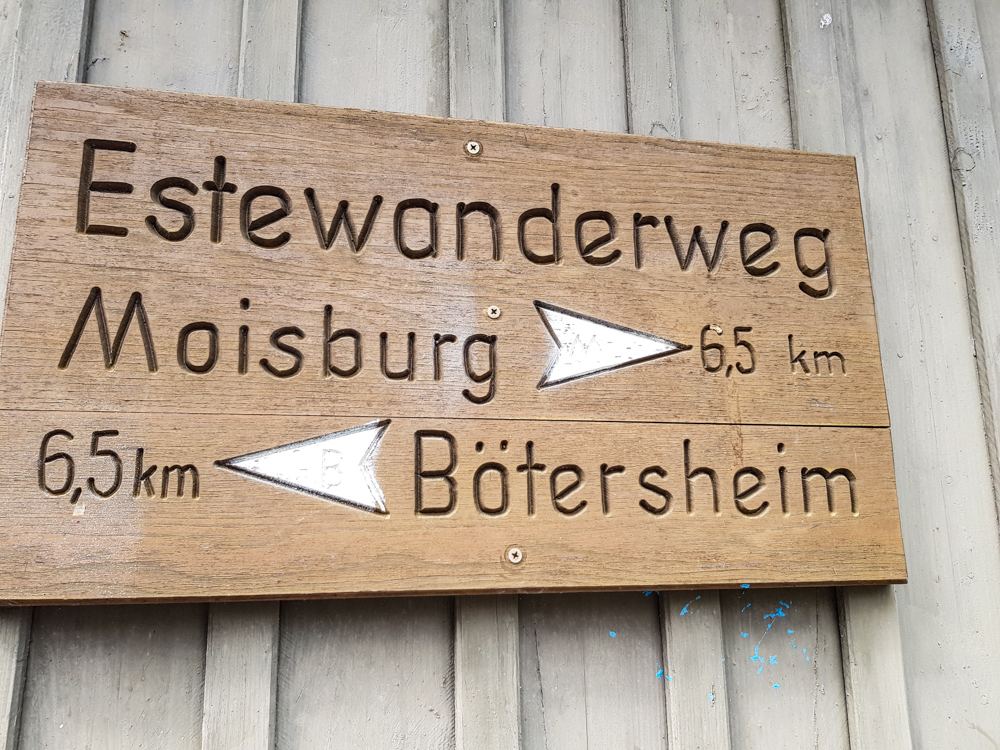 Estewanderweg
Moisburg M 6,5 km
6,5 km B Bötersheim